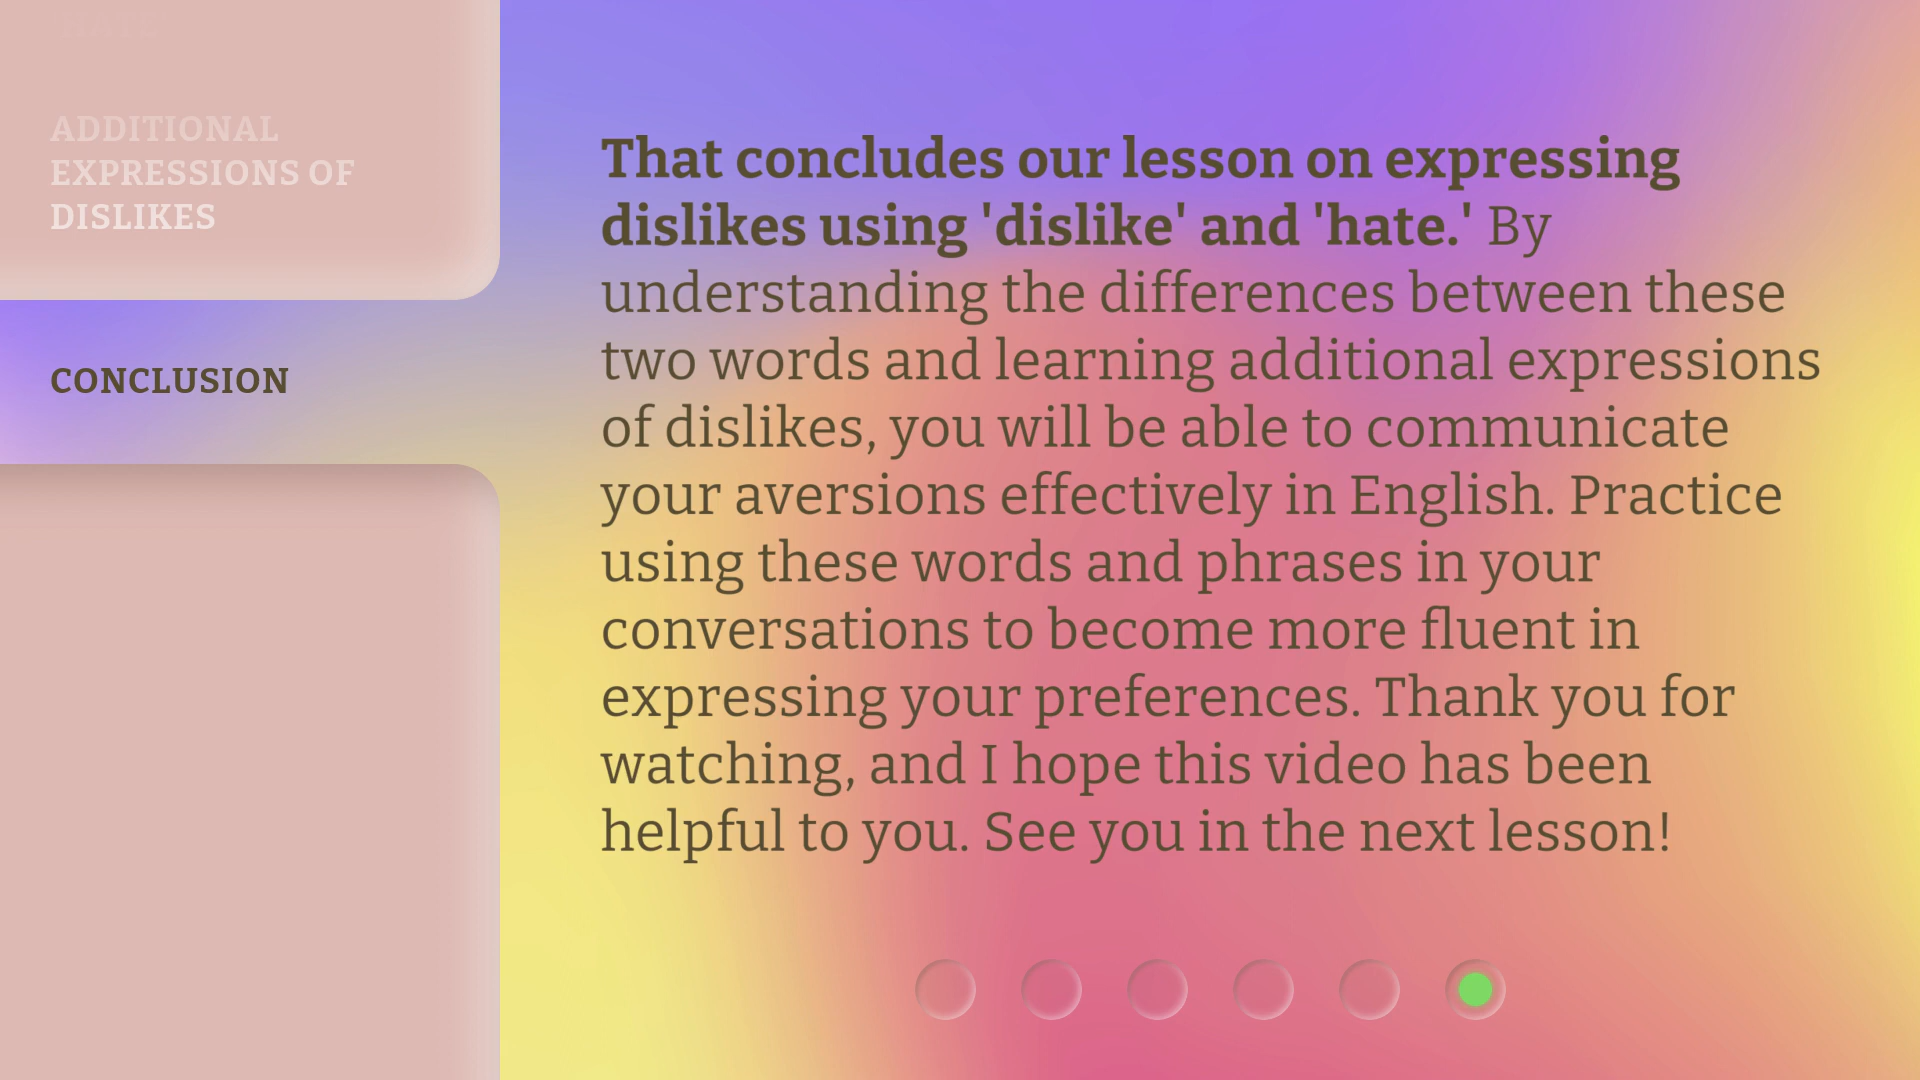 HATE
ADDITIONAL
EXPRESSIONS OF
DISLIKES
CONCLUSION
That concludes our lesson on expressing
dislikes using 'dislike' and 'hate.' By
understanding the differences between these
two words and learning additional expressions
of dislikes, you will be able to communicate
your aversions effectively in English. Practice
using these words and phrases in your
conversations to become more fluent in
expressing your preferences. Thank you for
watching, and I hope this video has been
helpful to you. See you in the next lesson!